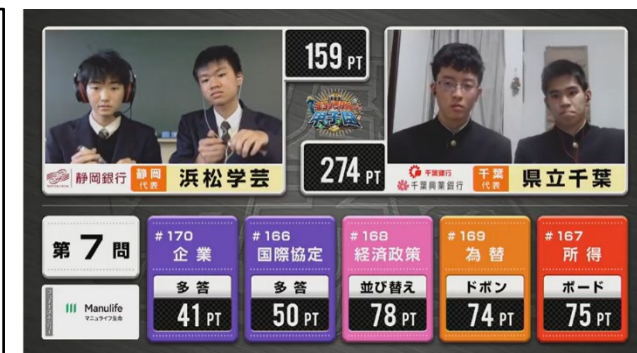 159 PT
静岡銀行
静岡
代表
浜松学芸
274 PT
千葉銀行
千葉興業銀行
千葉
代表
県立千葉
第7問
Manulife
マニュライフ生命
#170
企業
多答
41 PT
#166
国際協定
多答
50 PT
#168
経済政策
並び替え
78 PT
#169
為替
ドボン
74 PT
#167
所得
ボード
75 PT